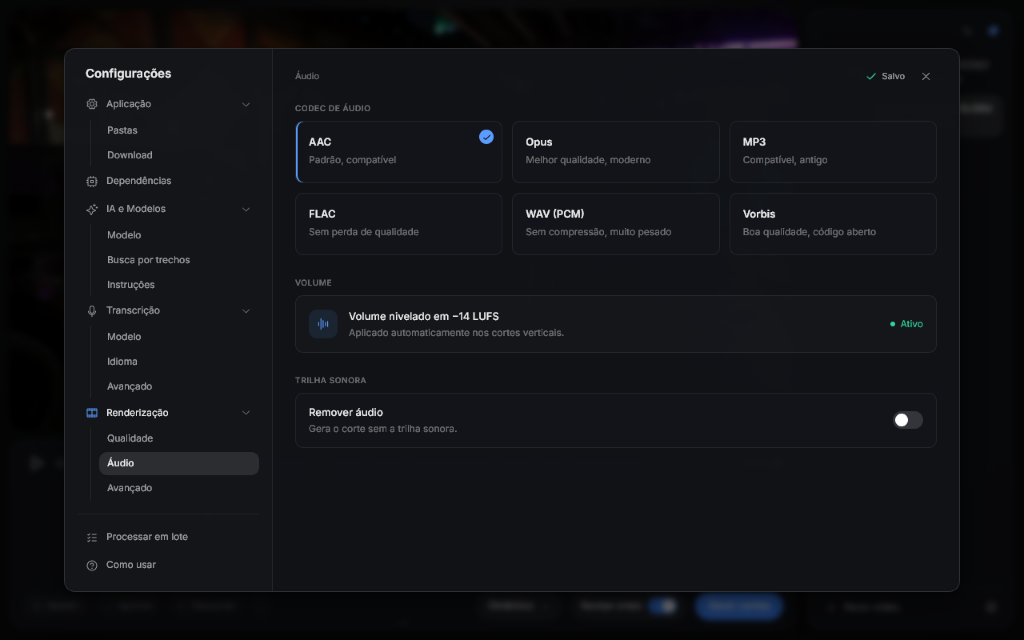 Configurações
Aplicação
Pastas
Download
Dependências
IA e Modelos
Modelo
Busca por trechos
Instruções
Transcrição
Modelo
Idioma
Avançado
Renderização
Qualidade
Áudio
Avançado
Processar em lote
Como usar
Áudio
Salvo
CODEC DE ÁUDIO
AAC
Padrão, compatível
Opus
Melhor qualidade, moderno
MP3
Compatível, antigo
FLAC
Sem perda de qualidade
WAV (PCM)
Sem compressão, muito pesado
Vorbis
Boa qualidade, código aberto
VOLUME
Volume nivelado em −14 LUFS
Aplicado automaticamente nos cortes verticais.
Ativo
TRILHA SONORA
Remover áudio
Gera o corte sem a trilha sonora.